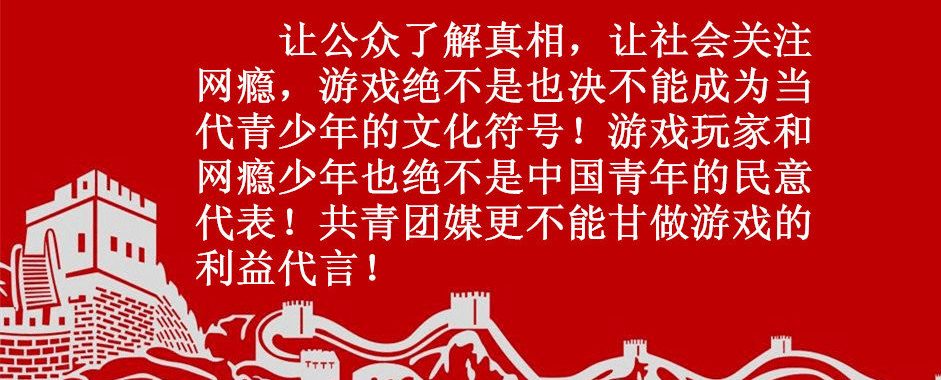 让公众了解真相，让社会关注
网瘾，游戏绝不是也决不能成为当
代青少年的文化符号！游戏玩家和
网瘾少年也绝不是中国青年的民意
代表！共青团媒更不能甘做游戏的
利益代言！